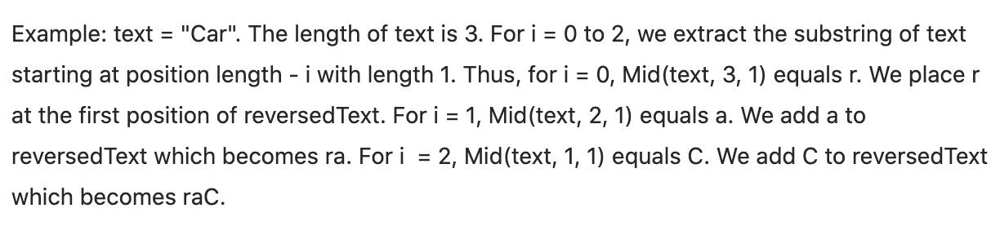 Example: text = "Car". The length of text is 3. For i = 0 to 2, we extract the substring of text
starting at position length - i with length 1. Thus, for i = 0, Mid(text, 3, 1) equals r. We place r
at the first position of reversedText. For i = 1, Mid(text, 2, 1) equals a. We add a to
reversedText which becomes ra. For i  = 2, Mid(text, 1, 1) equals C. We add C to reversedText
which becomes raC.